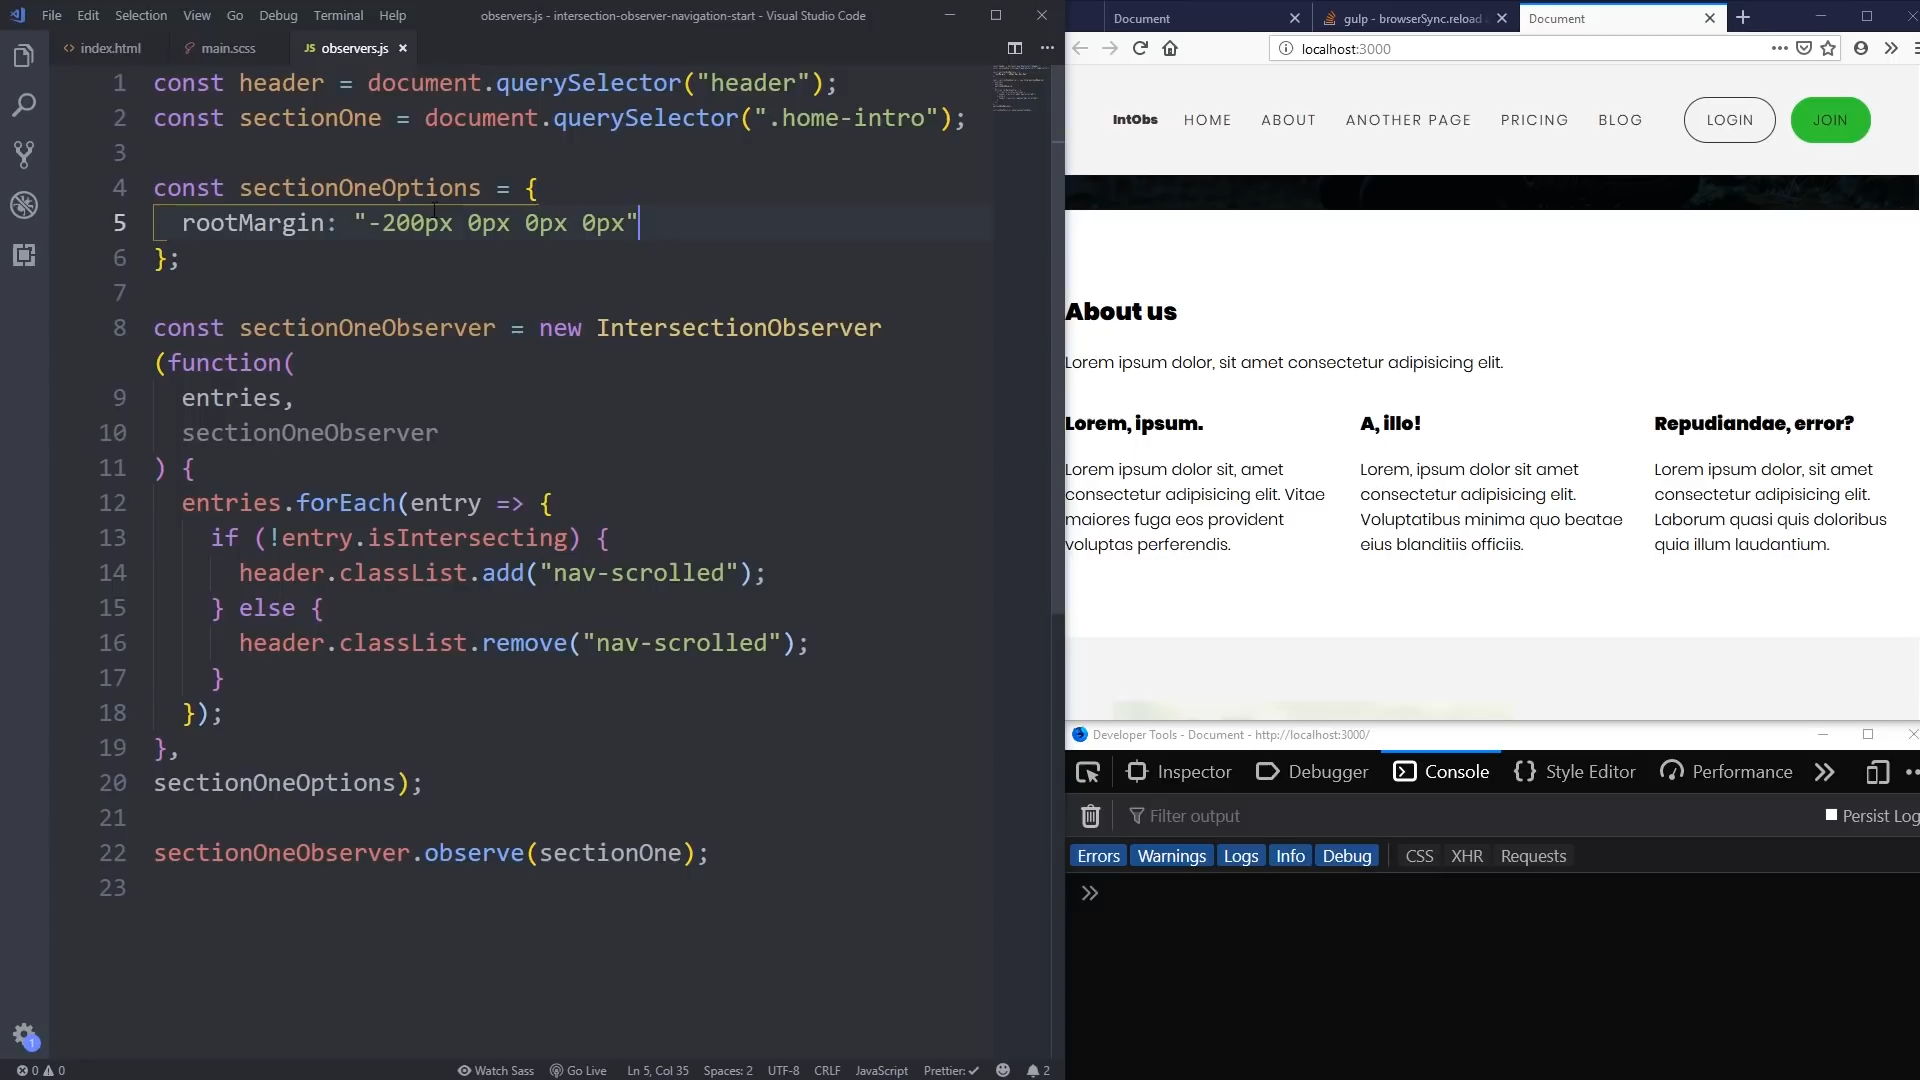 File Edit Selection View Go Debug Terminal Help
observers.js - intersection-observer-navigation-start - Visual Studio Code
index.html main.scss JS observers.js
1 const header = document.querySelector("header");
2 const sectionOne = document.querySelector(".home-intro");
3
4 const sectionOneOptions = {
5 rootMargin: "-200px 0px 0px 0px"
6 };
7
8 const sectionOneObserver = new IntersectionObserver
(function(
9 entries,
10 sectionOneObserver
11 ) {
12 entries.forEach(entry => {
13 if (!entry.isIntersecting) {
14 header.classList.add("nav-scrolled");
15 } else {
16 header.classList.remove("nav-scrolled");
17 }
18 });
19 },
20 sectionOneOptions);
21
22 sectionOneObserver.observe(sectionOne);
23
1
0 0 Watch Sass Go Live Ln 5, Col 35 Spaces: 2 UTF-8 CRLF JavaScript Prettier: ✓ 2
Document gulp - browserSync.reload Document
localhost:3000
IntObs HOME ABOUT ANOTHER PAGE PRICING BLOG LOGIN JOIN
About us
Lorem ipsum dolor, sit amet consectetur adipisicing elit.
Lorem, ipsum.
Lorem ipsum dolor sit, amet
consectetur adipisicing elit. Vitae
maiores fuga eos provident
voluptas perferendis.
A, illo!
Lorem, ipsum dolor sit amet
consectetur adipisicing elit.
Voluptatibus minima quo beatae
eius blanditiis officiis.
Repudiandae, error?
Lorem ipsum dolor, sit amet
consectetur adipisicing elit.
Laborum quasi quis doloribus
quia illum laudantium.
Developer Tools - Document - http://localhost:3000/
Inspector Debugger Console Style Editor Performance
Filter output Persist Log
Errors Warnings Logs Info Debug CSS XHR Requests